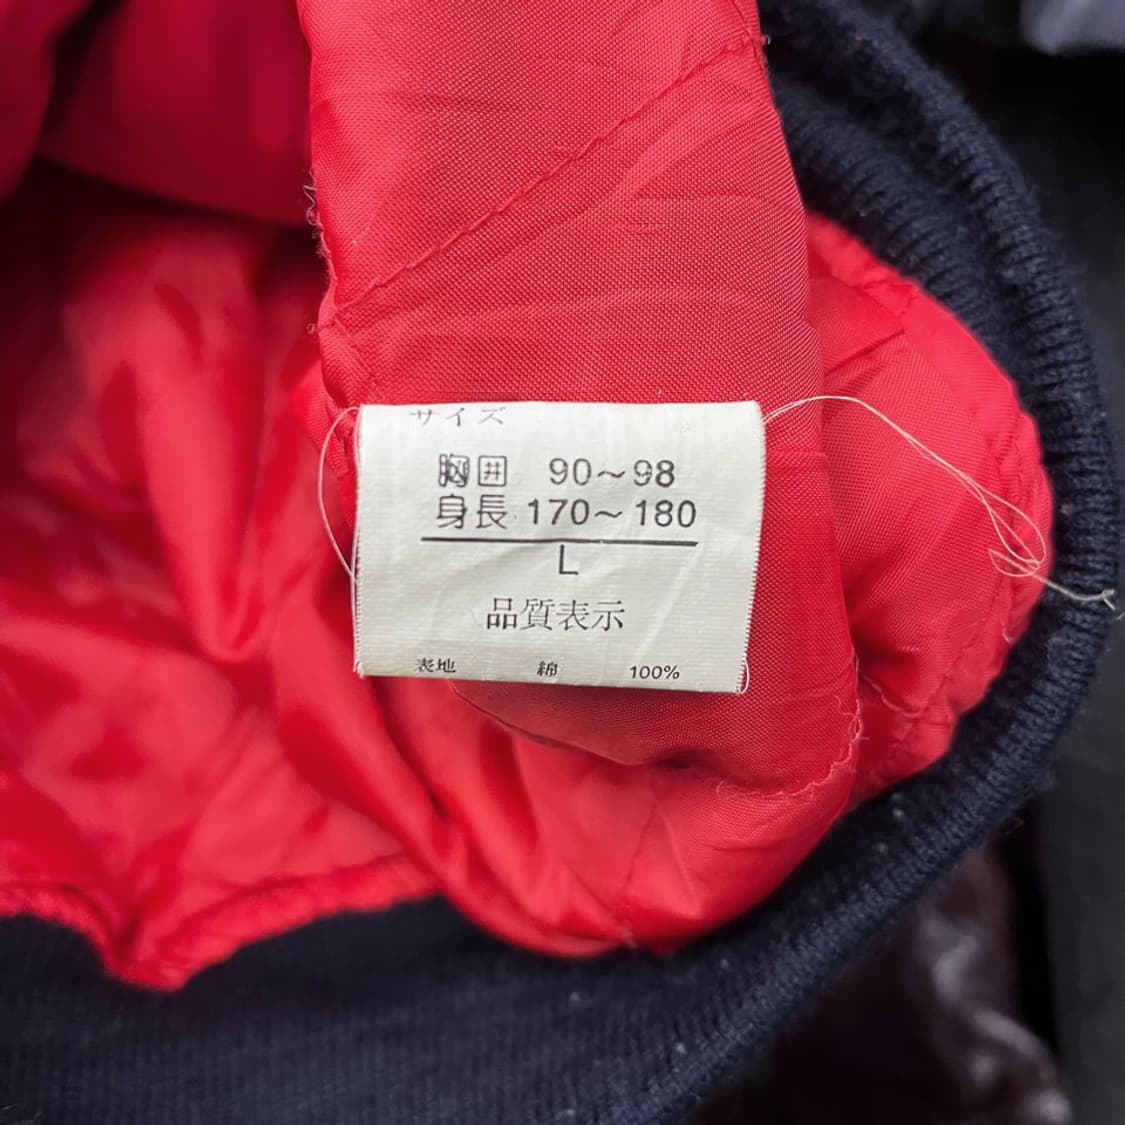 サイズ
胸囲 90～98
身長 170～180
L
品質表示
表地 綿 100%